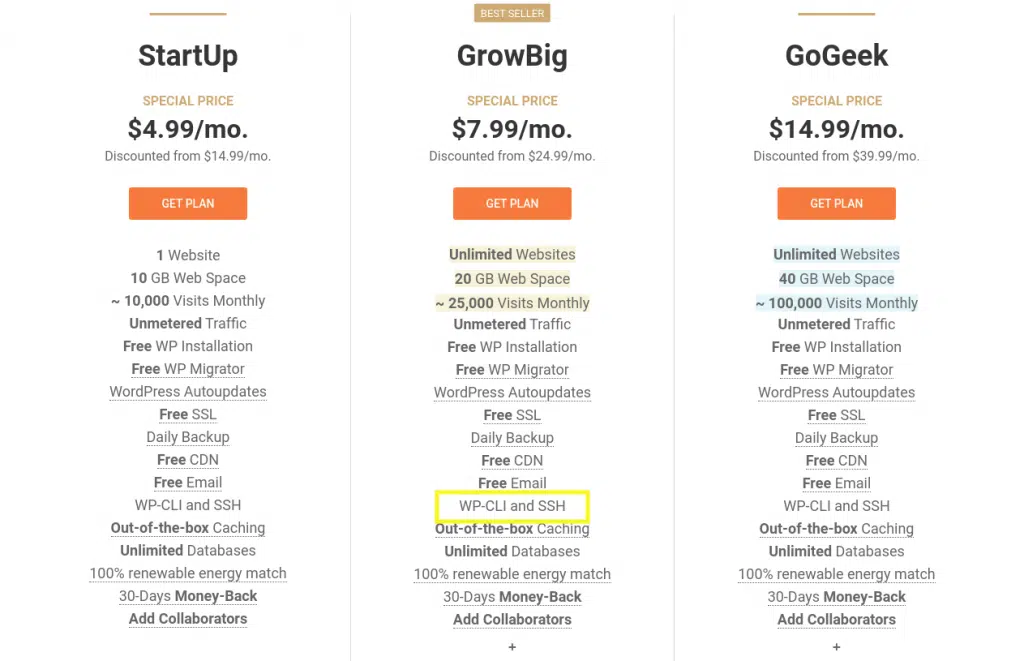 StartUp
SPECIAL PRICE
$4.99/mo.
Discounted from $14.99/mo.
GET PLAN
1 Website
10 GB Web Space
~ 10,000 Visits Monthly
Unmetered Traffic
Free WP Installation
Free WP Migrator
WordPress Autoupdates
Free SSL
Daily Backup
Free CDN
Free Email
WP-CLI and SSH
Out-of-the-box Caching
Unlimited Databases
100% renewable energy match
30-Days Money-Back
Add Collaborators
BEST SELLER
GrowBig
SPECIAL PRICE
$7.99/mo.
Discounted from $24.99/mo.
GET PLAN
Unlimited Websites
20 GB Web Space
~ 25,000 Visits Monthly
Unmetered Traffic
Free WP Installation
Free WP Migrator
WordPress Autoupdates
Free SSL
Daily Backup
Free CDN
Free Email
WP-CLI and SSH
Out-of-the-box Caching
Unlimited Databases
100% renewable energy match
30-Days Money-Back
Add Collaborators
+
GoGeek
SPECIAL PRICE
$14.99/mo.
Discounted from $39.99/mo.
GET PLAN
Unlimited Websites
40 GB Web Space
~ 100,000 Visits Monthly
Unmetered Traffic
Free WP Installation
Free WP Migrator
WordPress Autoupdates
Free SSL
Daily Backup
Free CDN
Free Email
WP-CLI and SSH
Out-of-the-box Caching
Unlimited Databases
100% renewable energy match
30-Days Money-Back
Add Collaborators
+